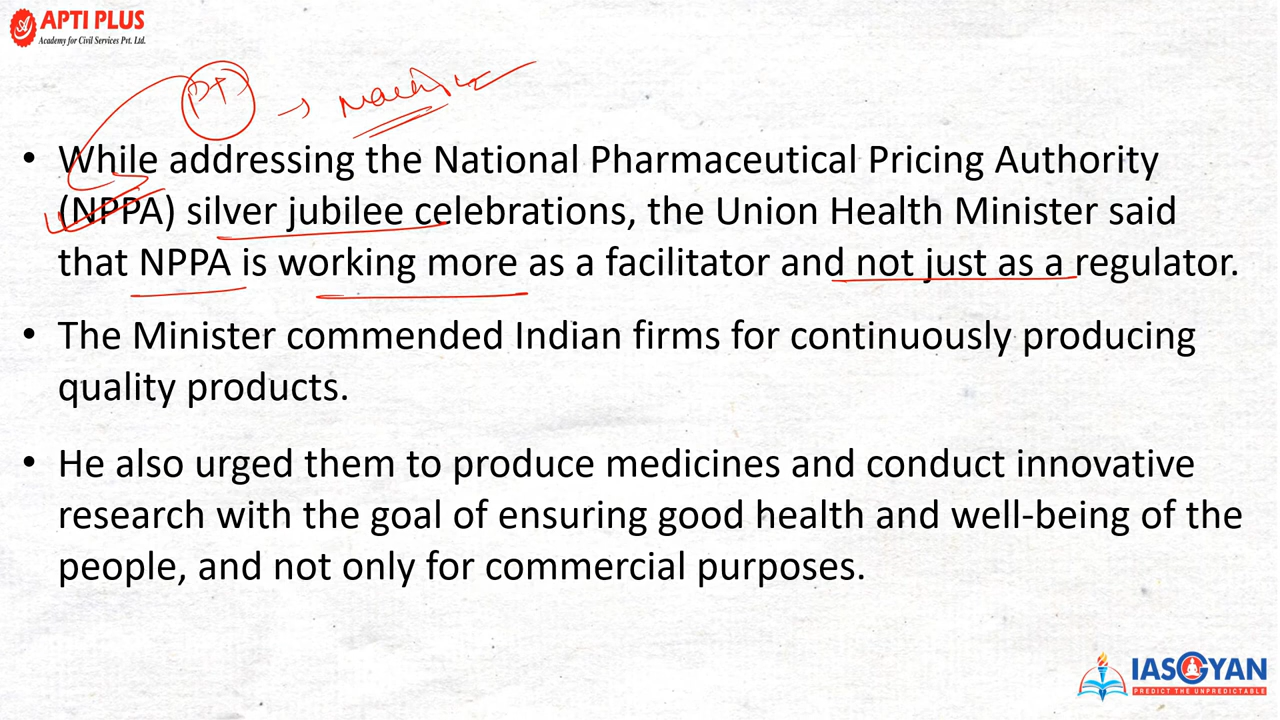 APTI PLUS
Academy for Civil Services Pvt. Ltd.
• While addressing the National Pharmaceutical Pricing Authority
(NPPA) silver jubilee celebrations, the Union Health Minister said
that NPPA is working more as a facilitator and not just as a regulator.
• The Minister commended Indian firms for continuously producing
quality products.
• He also urged them to produce medicines and conduct innovative
research with the goal of ensuring good health and well-being of the
people, and not only for commercial purposes.
IASGYAN
PREDICT THE UNPREDICTABLE